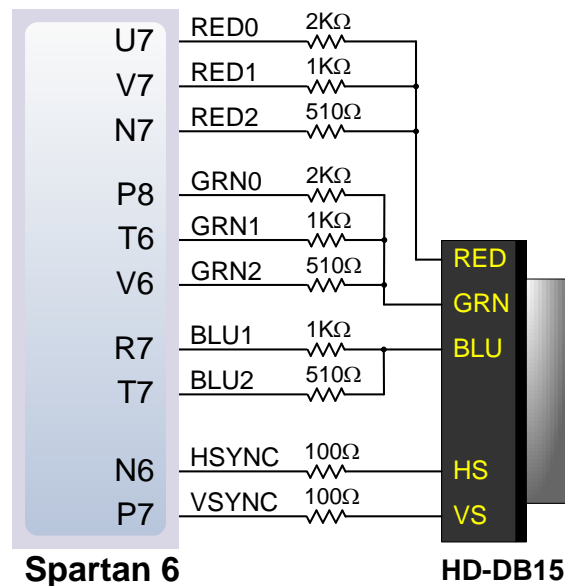 U7 RED0 2KΩ
V7 RED1 1KΩ
N7 RED2 510Ω
P8 GRN0 2KΩ
T6 GRN1 1KΩ
V6 GRN2 510Ω
RED
GRN
R7 BLU1 1KΩ BLU
T7 BLU2 510Ω
N6 HSYNC 100Ω HS
P7 VSYNC 100Ω VS
Spartan 6 HD-DB15